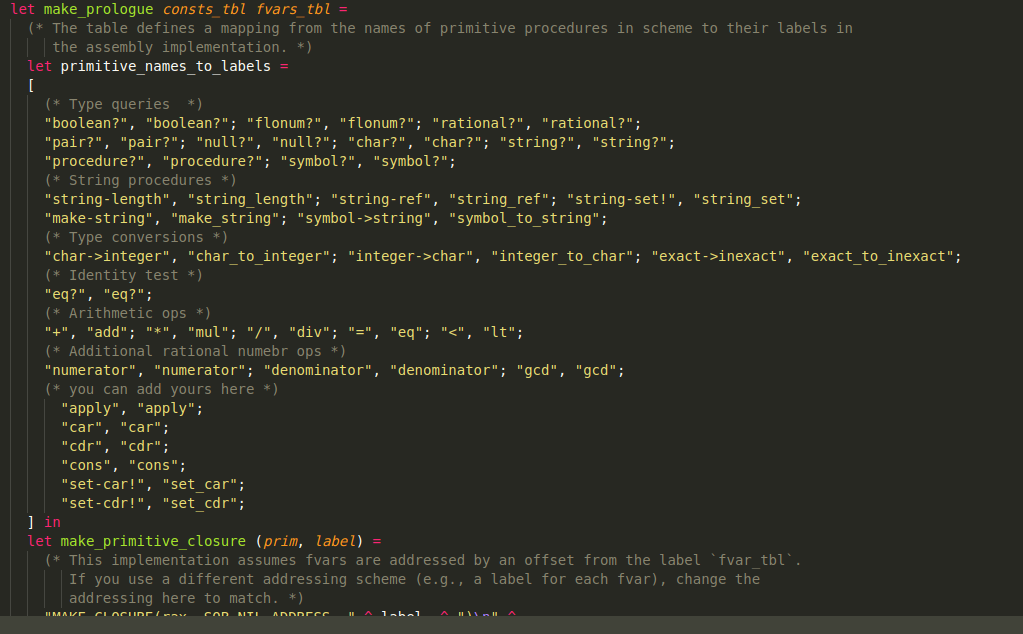 let make_prologue consts_tbl fvars_tbl =
(* The table defines a mapping from the names of primitive procedures in scheme to their labels in
the assembly implementation. *)
let primitive_names_to_labels =
[
(* Type queries  *)
"boolean?", "boolean?"; "flonum?", "flonum?"; "rational?", "rational?";
"pair?", "pair?"; "null?", "null?"; "char?", "char?"; "string?", "string?";
"procedure?", "procedure?"; "symbol?", "symbol?";
(* String procedures *)
"string-length", "string_length"; "string-ref", "string_ref"; "string-set!", "string_set";
"make-string", "make_string"; "symbol->string", "symbol_to_string";
(* Type conversions *)
"char->integer", "char_to_integer"; "integer->char", "integer_to_char"; "exact->inexact", "exact_to_inexact";
(* Identity test *)
"eq?", "eq?";
(* Arithmetic ops *)
"+", "add"; "*", "mul"; "/", "div"; "=", "eq"; "<", "lt";
(* Additional rational numebr ops *)
"numerator", "numerator"; "denominator", "denominator"; "gcd", "gcd";
(* you can add yours here *)
"apply", "apply";
"car", "car";
"cdr", "cdr";
"cons", "cons";
"set-car!", "set_car";
"set-cdr!", "set_cdr";
] in
let make_primitive_closure (prim, label) =
(* This implementation assumes fvars are addressed by an offset from the label `fvar_tbl`.
If you use a different addressing scheme (e.g., a label for each fvar), change the
addressing here to match. *)
"MAKE_CLOSURE(rax, SOB_NIL_ADDRESS, " ^ label ^ ")\n" ^